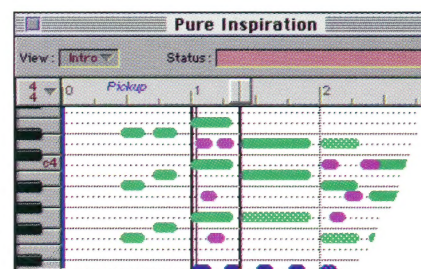 Pure Inspiration
View: Intro Status:
4 0 Pickup 1 2
4
c4